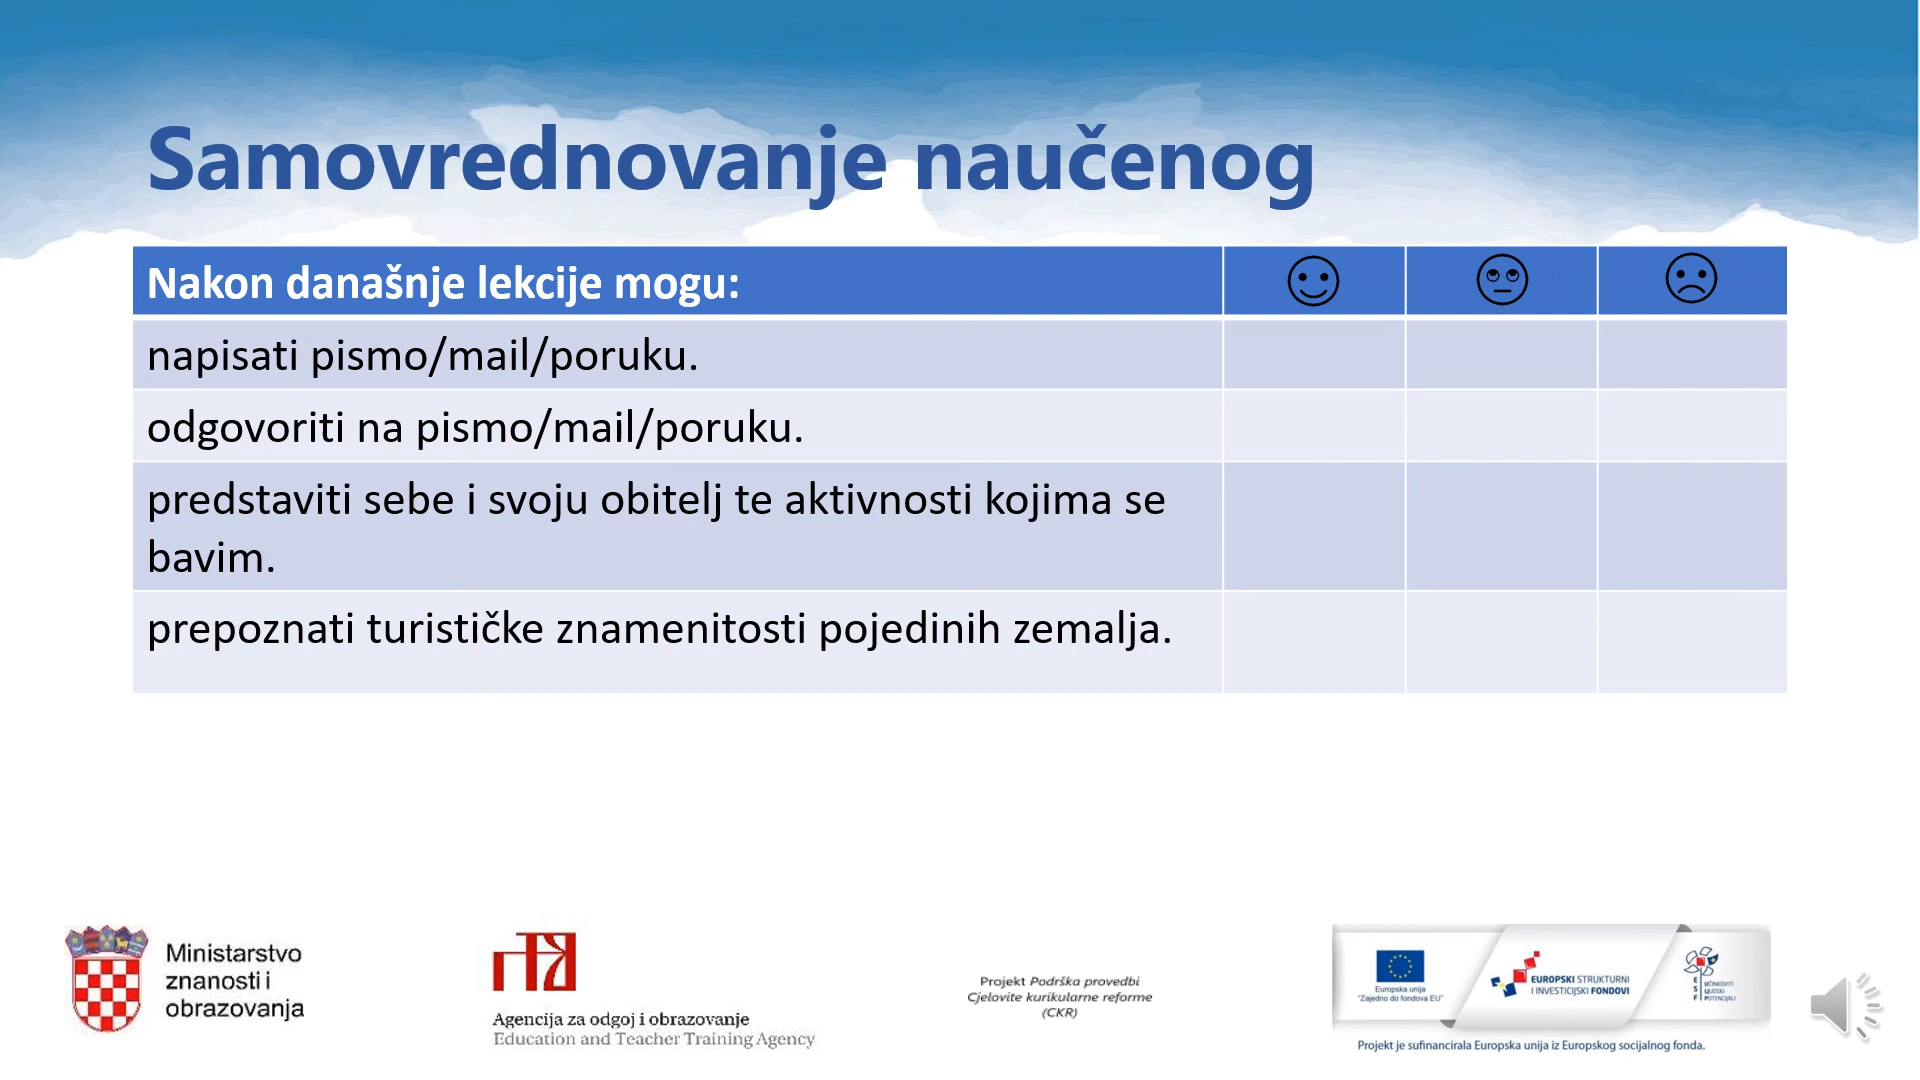 Samovrednovanje naučenog
Nakon današnje lekcije mogu:
napisati pismo/mail/poruku.
odgovoriti na pismo/mail/poruku.
predstaviti sebe i svoju obitelj te aktivnosti kojima se
bavim.
prepoznati turističke znamenitosti pojedinih zemalja.
Ministarstvo
znanosti i
obrazovanja
Agencija za odgoj i obrazovanje
Education and Teacher Training Agency
Projekt Podrška provedbi
Cjelovite kurikularne reforme
(CKR)
Europska unija
"Zajedno do fondova EU"
EUROPSKI STRUKTURNI
I INVESTICIJSKI FONDOVI
E S F
UČINKOVITI
LJUDSKI
POTENCIJALI
Projekt je sufinancirala Europska unija iz Europskog socijalnog fonda.